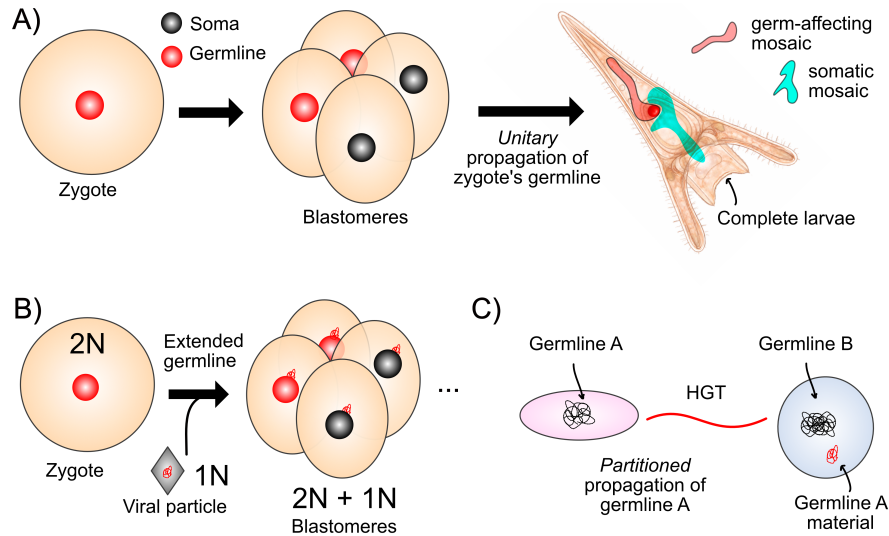 A)
Soma
Germline
Zygote
Blastomeres
Unitary
propagation of
zygote's germline
germ-affecting
mosaic
somatic
mosaic
Complete larvae
B)
2N
Zygote
Extended
germline
1N
Viral particle
2N + 1N
Blastomeres
...
C)
Germline A
HGT
Germline B
Partitioned
propagation of
germline A
Germline A
material